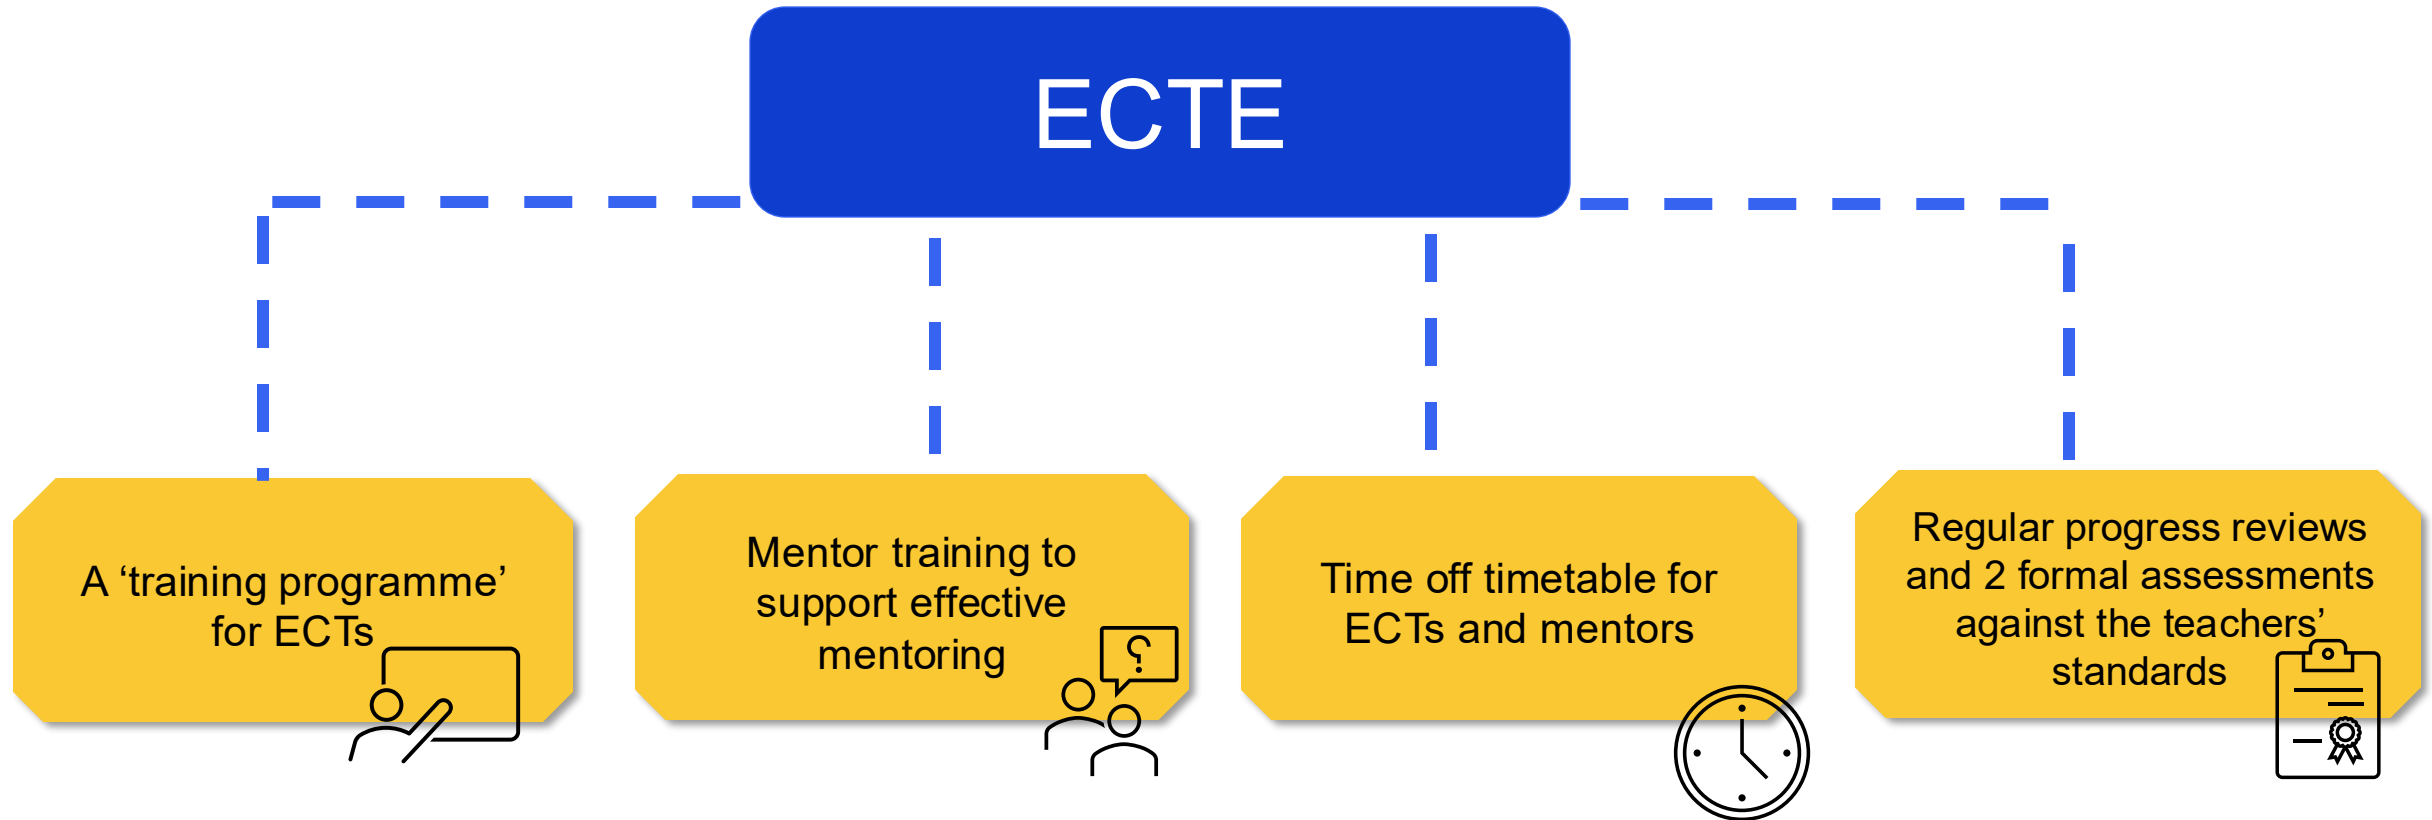 ECTE
A ‘training programme’
for ECTs
Mentor training to
support effective
mentoring
?
Time off timetable for
ECTs and mentors
Regular progress reviews
and 2 formal assessments
against the teachers’
standards